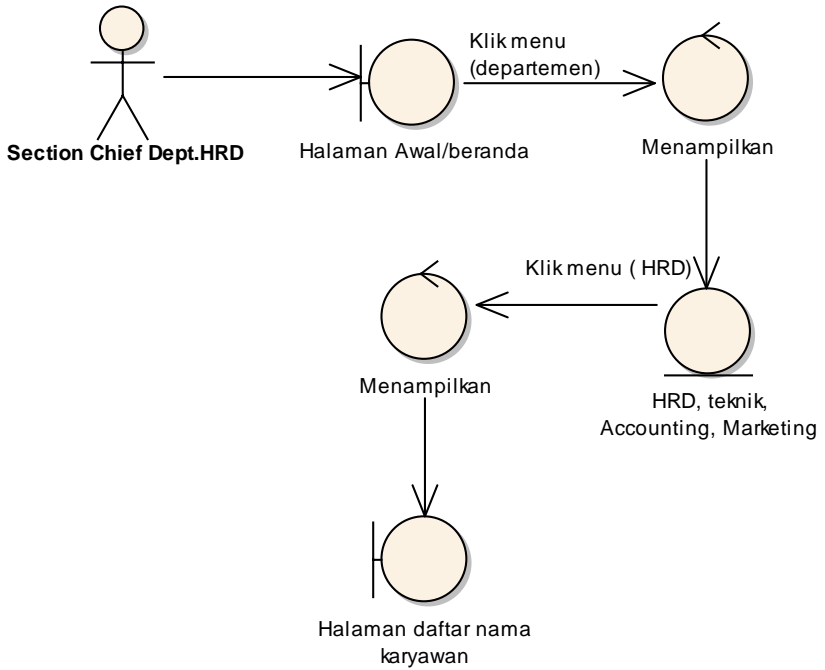 Klik menu
(departemen)
Section Chief Dept.HRD
Halaman Awal/beranda
Menampilkan
Klik menu ( HRD)
Menampilkan
HRD, teknik,
Accounting, Marketing
Halaman daftar nama
karyawan